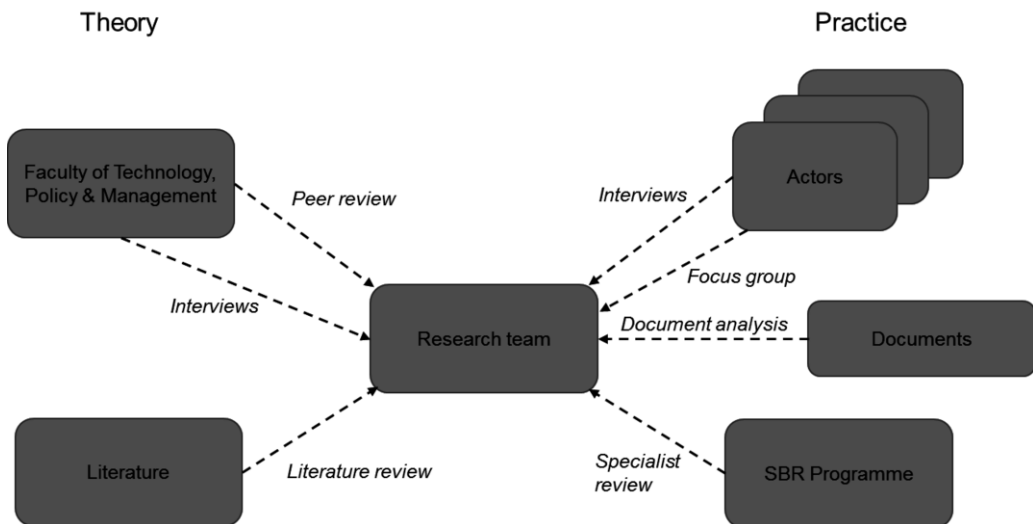 Theory
Practice
Faculty of Technology,
Policy & Management
Peer review
Interviews
Actors
Interviews
Focus group
Research team
Document analysis
Documents
Literature
Literature review
Specialist
review
SBR Programme